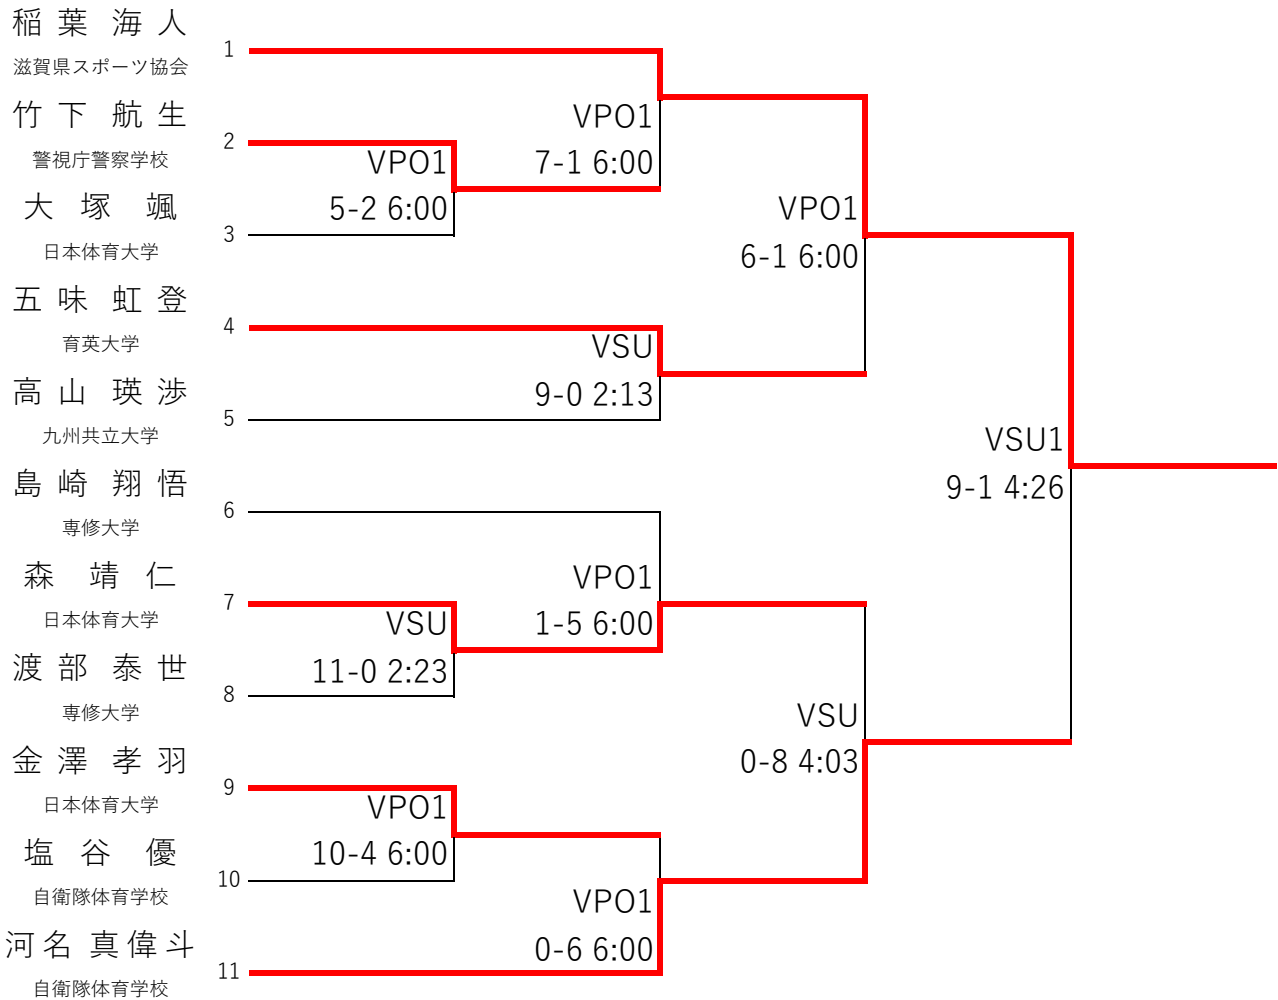 稲葉 海人
1
滋賀県スポーツ協会
竹下 航生
VPO1
2
警視庁警察学校
VPO1
7-1 6:00
大塚 颯
5-2 6:00
VPO1
3
日本体育大学
6-1 6:00
五味 虹登
4
育英大学
VSU
高山 瑛渉
9-0 2:13
5
九州共立大学
VSU1
島崎 翔悟
9-1 4:26
6
専修大学
森 靖仁
VPO1
7
日本体育大学
VSU
1-5 6:00
渡部 泰世
11-0 2:23
8
専修大学
VSU
金澤 孝羽
0-8 4:03
9
日本体育大学
VPO1
塩谷 優
10-4 6:00
10
自衛隊体育学校
VPO1
河名 真偉斗
0-6 6:00
11
自衛隊体育学校